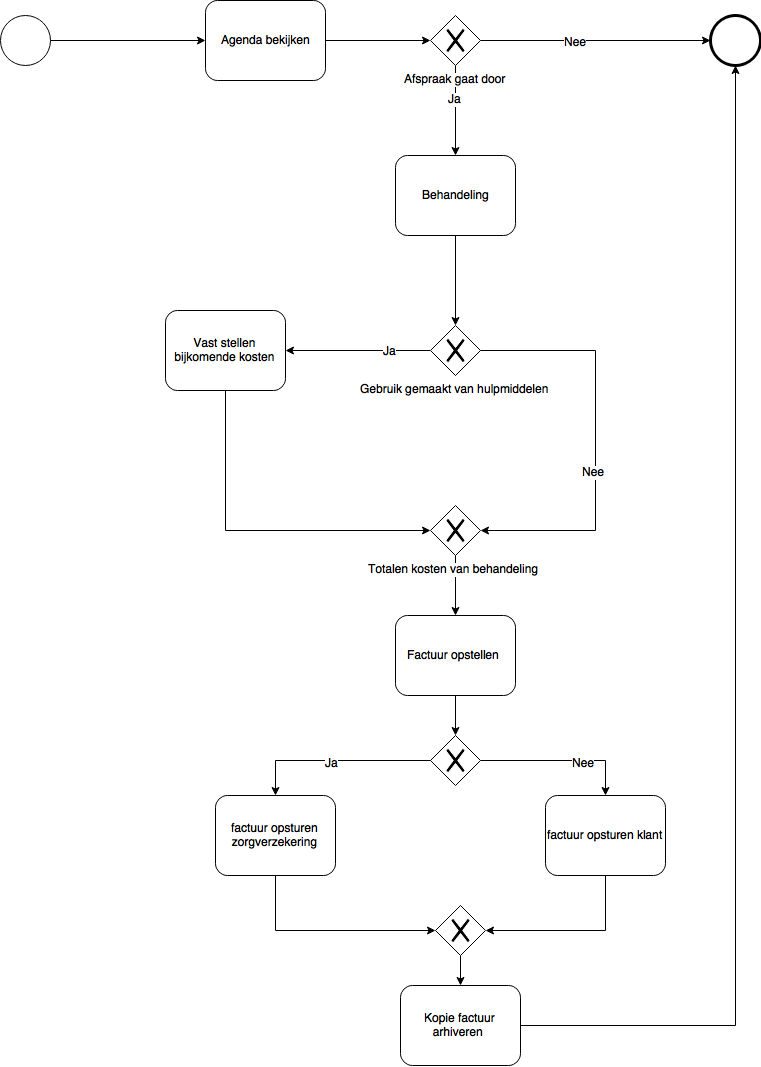 Agenda bekijken
Nee
Afspraak gaat door
Ja
Behandeling
Vast stellen
bijkomende kosten
Ja
Gebruik gemaakt van hulpmiddelen
Nee
Totalen kosten van behandeling
Factuur opstellen
Ja
Nee
factuur opsturen
zorgverzekering
factuur opsturen klant
Kopie factuur
arhiveren